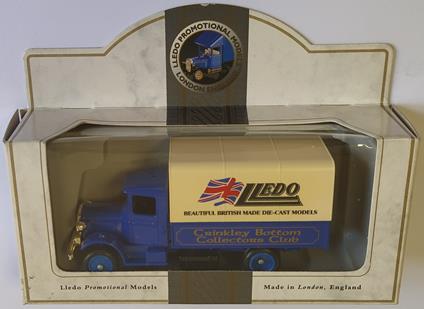 LLEDO PROMOTIONAL MODELS
LONDON ENGLAND
LLEDO
BEAUTIFUL BRITISH MADE DIE-CAST MODELS
Crinkley Bottom
Collectors Club
Lledo Promotional Models
Made in London, England